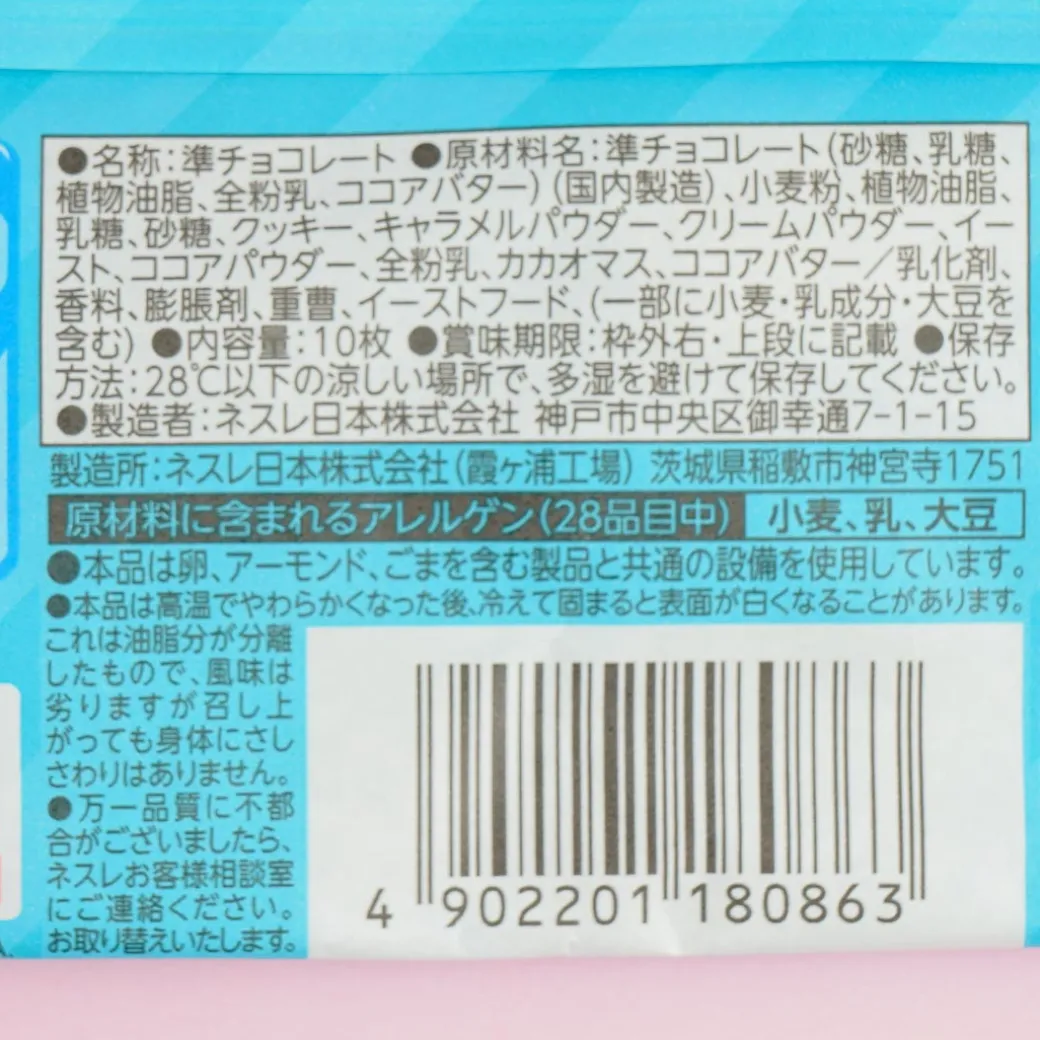 ●名称:準チョコレート ●原材料名:準チョコレート(砂糖、乳糖、
植物油脂、全粉乳、ココアバター)(国内製造)、小麦粉、植物油脂、
乳糖、砂糖、クッキー、キャラメルパウダー、クリームパウダー、イー
スト、ココアパウダー、全粉乳、カカオマス、ココアバター/乳化剤、
香料、膨脹剤、重曹、イーストフード、(一部に小麦・乳成分・大豆を
含む) ●内容量:10枚 ●賞味期限:枠外右・上段に記載 ●保存
方法:28℃以下の涼しい場所で、多湿を避けて保存してください。
●製造者:ネスレ日本株式会社 神戸市中央区御幸通7-1-15
製造所:ネスレ日本株式会社(霞ヶ浦工場) 茨城県稲敷市神宮寺1751
原材料に含まれるアレルゲン(28品目中) 小麦、乳、大豆
●本品は卵、アーモンド、ごまを含む製品と共通の設備を使用しています。
●本品は高温でやわらかくなった後、冷えて固まると表面が白くなることがあります。
これは油脂分が分離
したもので、風味は
劣りますが召し上
がっても身体にさし
さわりはありません。
●万一品質に不都
合がございましたら、
ネスレお客様相談室
にご連絡ください。
お取り替えいたします。
4 902201 180863